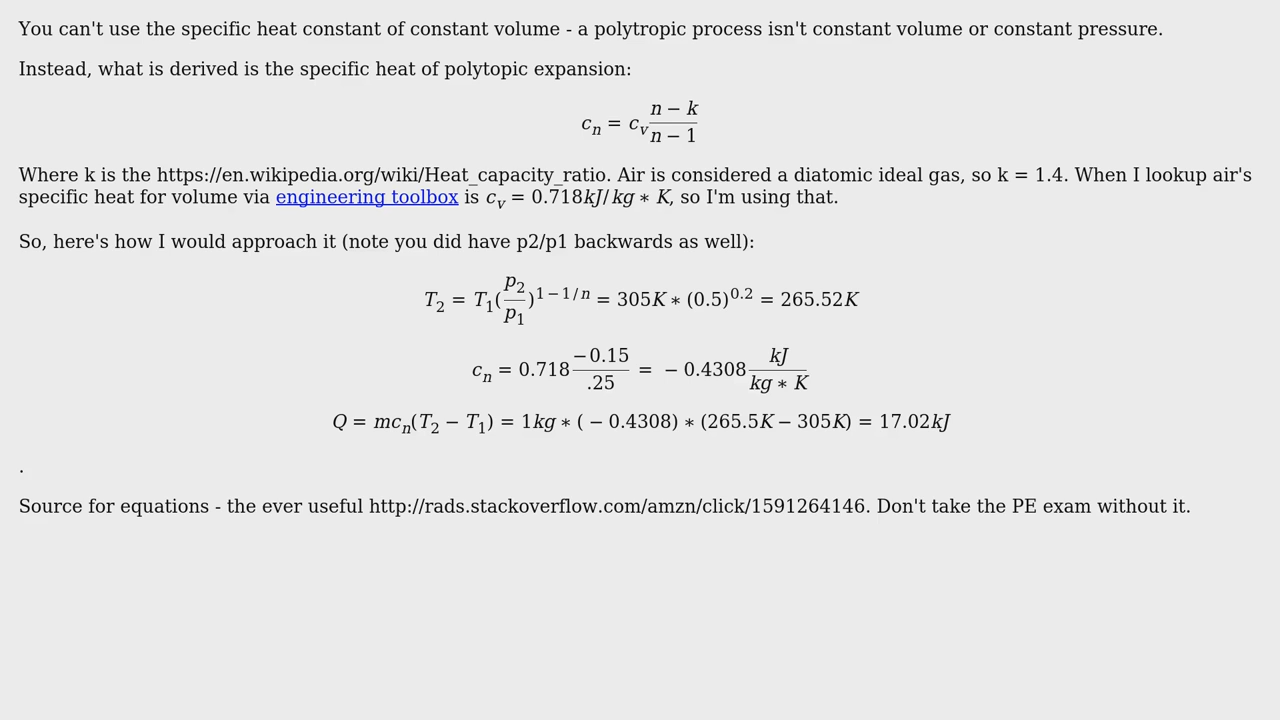 You can't use the specific heat constant of constant volume - a polytropic process isn't constant volume or constant pressure.
Instead, what is derived is the specific heat of polytopic expansion:
c_n = c_v \frac{n - k}{n - 1}
Where k is the https://en.wikipedia.org/wiki/Heat_capacity_ratio. Air is considered a diatomic ideal gas, so k = 1.4. When I lookup air's
specific heat for volume via engineering toolbox is c_v = 0.718kJ/kg * K, so I'm using that.
So, here's how I would approach it (note you did have p2/p1 backwards as well):
T_2 = T_1(\frac{p_2}{p_1})^{1-1/n} = 305K * (0.5)^{0.2} = 265.52K
c_n = 0.718 \frac{-0.15}{.25} = -0.4308 \frac{kJ}{kg * K}
Q = mc_n(T_2 - T_1) = 1kg * (-0.4308) * (265.5K - 305K) = 17.02kJ
.
Source for equations - the ever useful http://rads.stackoverflow.com/amzn/click/1591264146. Don't take the PE exam without it.